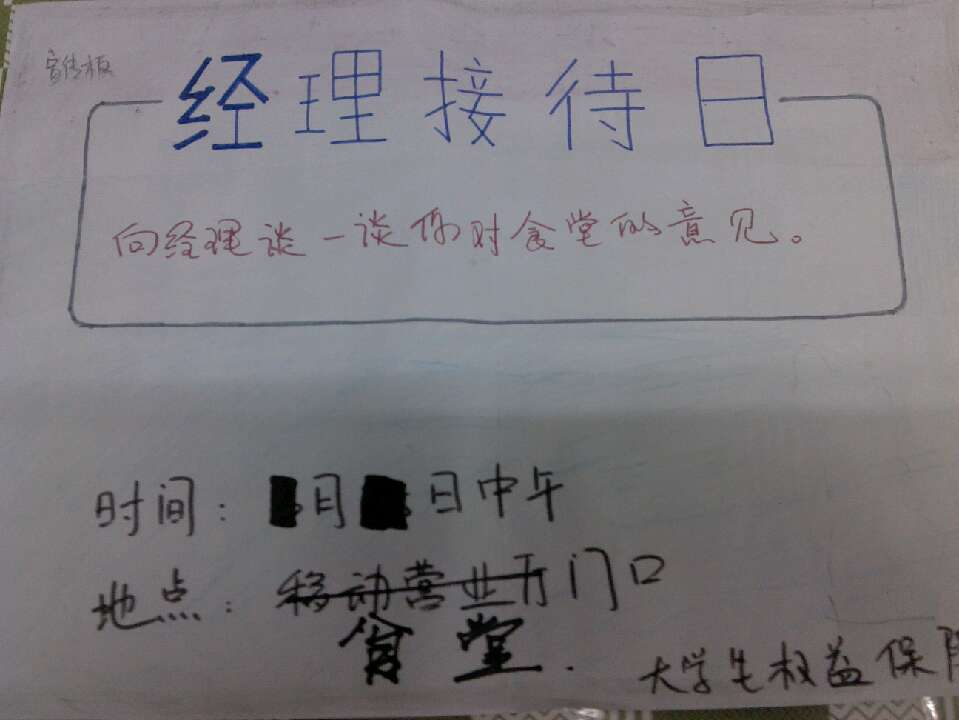 宣传板
经理接待日
向经理谈一谈你对食堂的意见。
时间：月日中午
地点：移动营业厅门口
食堂.
大学生权益保